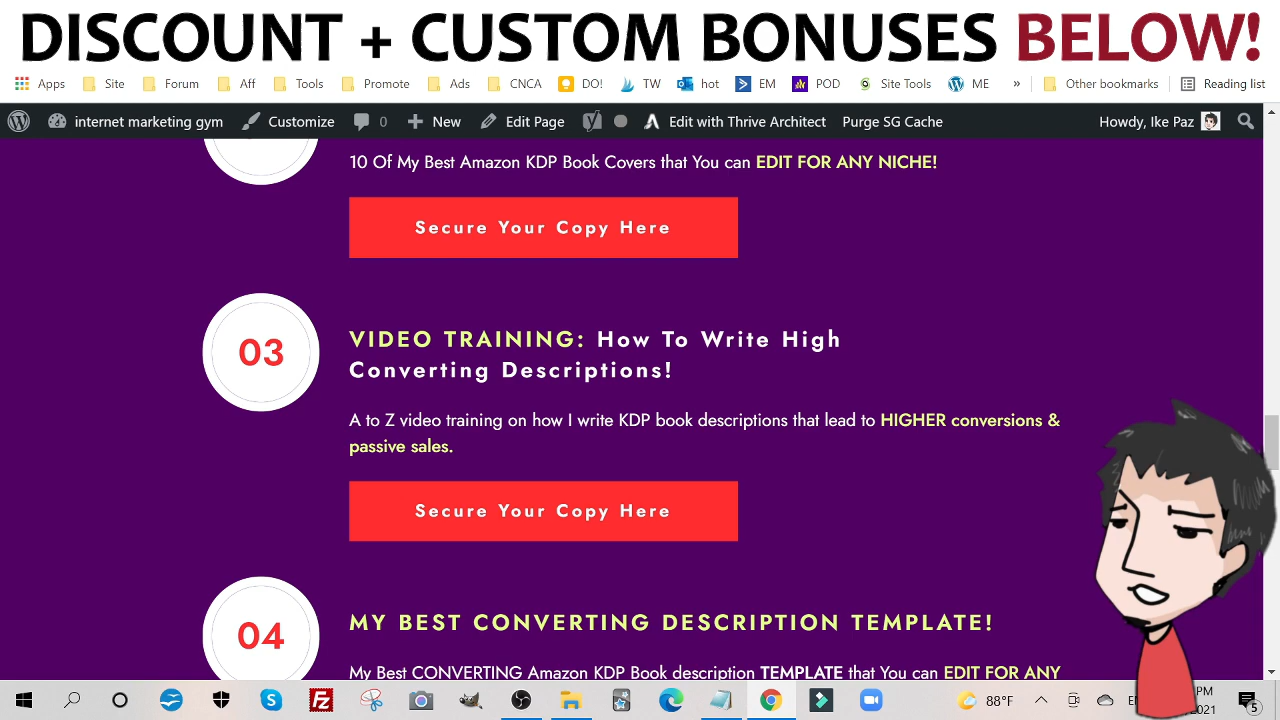 DISCOUNT + CUSTOM BONUSES BELOW!
Apps Site Forum Aff Tools Promote Ads CNCA DO! TW hot EM POD Site Tools ME » Other bookmarks Reading list
internet marketing gym Customize 0 New Edit Page Edit with Thrive Architect Purge SG Cache Howdy, Ike Paz
10 Of My Best Amazon KDP Book Covers that You can EDIT FOR ANY NICHE!
Secure Your Copy Here
03
VIDEO TRAINING: How To Write High
Converting Descriptions!
A to Z video training on how I write KDP book descriptions that lead to HIGHER conversions &
passive sales.
Secure Your Copy Here
04
MY BEST CONVERTING DESCRIPTION TEMPLATE!
My Best CONVERTING Amazon KDP Book description TEMPLATE that You can EDIT FOR ANY
88°F PM
2021
5